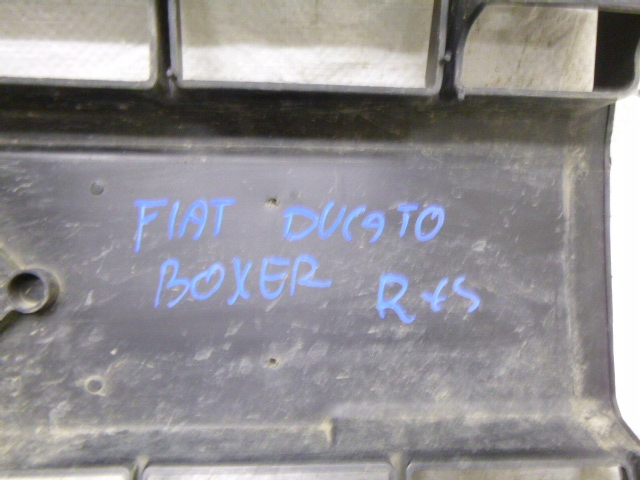 FIAT DUCATO
BOXER R+S